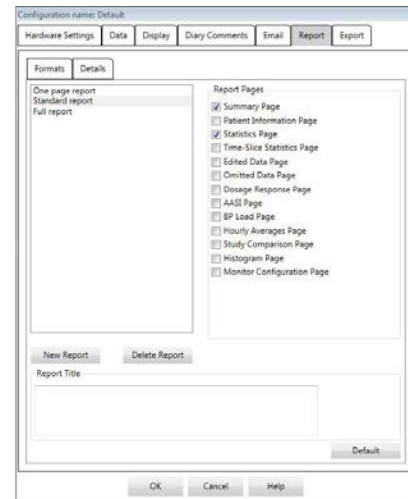 Configuration name: Default
Hardware Settings Data Display Diary Comments Email Report Export
Formats Details
One page report
Standard report
Full report
Report Pages
Summary Page
Patient Information Page
Statistics Page
Time-Slice Statistics Page
Edited Data Page
Omitted Data Page
Dosage Response Page
AASI Page
BP Load Page
Hourly Averages Page
Study Comparison Page
Histogram Page
Monitor Configuration Page
New Report Delete Report
Report Title
Default
OK Cancel Help